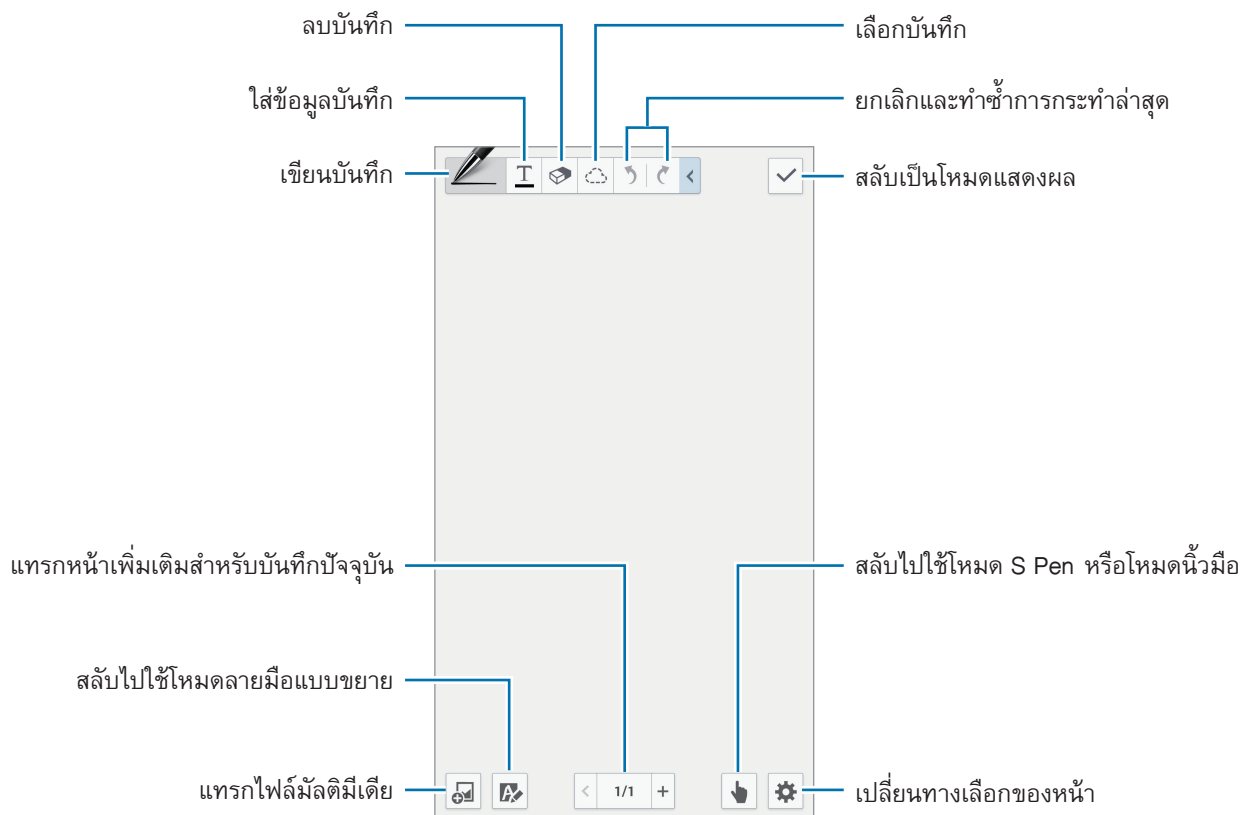 ลบบันทึก
เลือกบันทึก
ใส่ข้อมูลบันทึก
ยกเลิกและทำซ้ำการกระทำล่าสุด
เขียนบันทึก
T
สลับเป็นโหมดแสดงผล
แทรกหน้าเพิ่มเติมสำหรับบันทึกปัจจุบัน
สลับไปใช้โหมด S Pen หรือโหมดนิ้วมือ
สลับไปใช้โหมดลายมือแบบขยาย
แทรกไฟล์มัลติมีเดีย
A
< 1/1 +
เปลี่ยนทางเลือกของหน้า